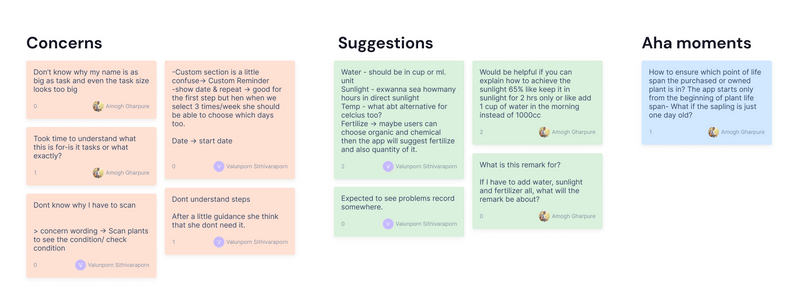 Concerns
Don't know why my name is as
big as task and even the task size
looks too big
0
Amogh Gharpure
Took time to understand what
this is for-is it tasks or what
exactly?
1
Amogh Gharpure
Dont know why I have to scan
> concern wording → Scan plants
to see the condition/ check
condition
0
V
Valunporn Sithivaraporn
-Custom section is a little
confuse→ Custom Reminder
-show date & repeat → good for
the first step but hen when we
select 3 times/week she should
be able to choose which days
too.
Date → start date
0
V
Valunporn Sithivaraporn
Dont understand steps
After a little guidance she think
that she dont need it.
1
V
Valunporn Sithivaraporn
Suggestions
Water - should be in cup or ml.
unit
Sunlight - exwanna sea howmany
hours in direct sunlight
Temp - what abt alternative for
celcius too?
Fertilize → maybe users can
choose organic and chemical
then the app will suggest fertilize
and also quantity of it.
V
Valunporn Sithivaraporn
Expected to see problems record
somewhere.
0
V
Valunporn Sithivaraporn
Would be helpful if you can
explain how to achieve the
sunlight 65% like keep it in
sunlight for 2 hrs only or like add
1 cup of water in the morning
instead of 1000cc
2
Amogh Gharpure
What is this remark for?
If I have to add water, sunlight
and fertilizer all, what will the
remark be about?
0
Amogh Gharpure
Aha moments
How to ensure which point of life
span the purchased or owned
plant is in? The app starts only
from the beginning of plant life
span- What if the sapling is just
one day old?
1
Amogh Gharpure